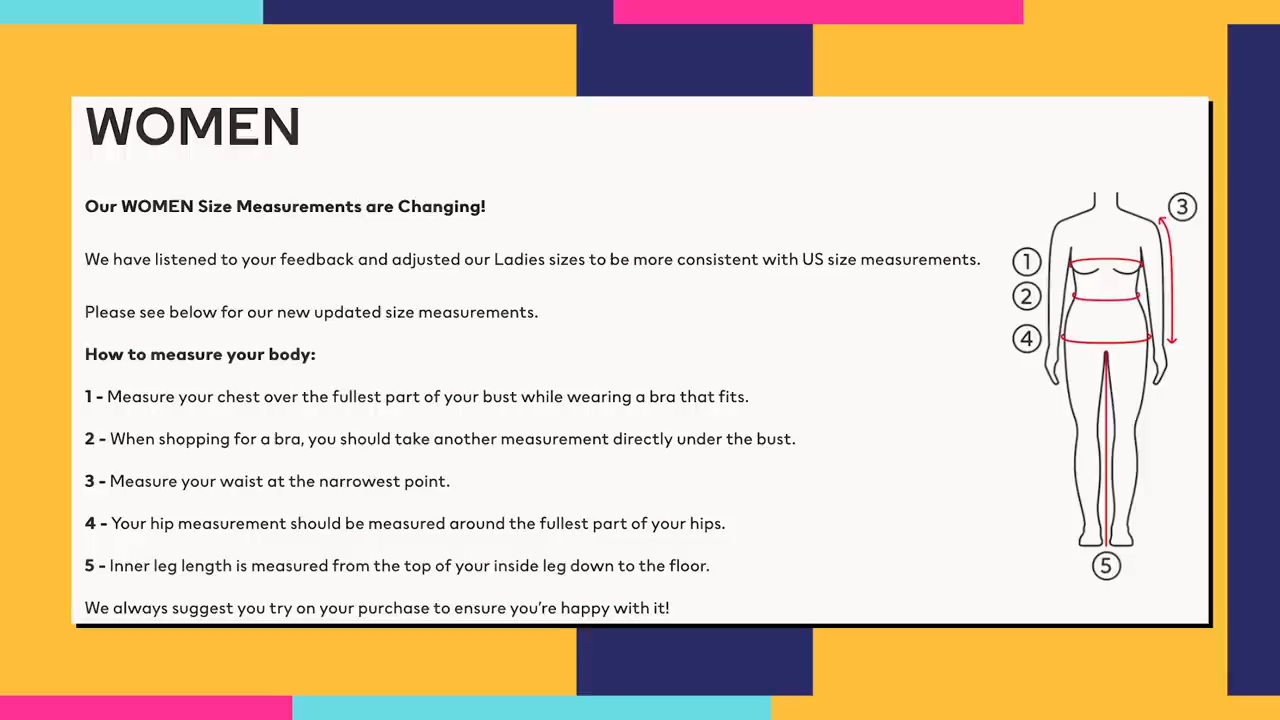 WOMEN
Our WOMEN Size Measurements are Changing!
We have listened to your feedback and adjusted our Ladies sizes to be more consistent with US size measurements.
Please see below for our new updated size measurements.
How to measure your body:
1 - Measure your chest over the fullest part of your bust while wearing a bra that fits.
2 - When shopping for a bra, you should take another measurement directly under the bust.
3 - Measure your waist at the narrowest point.
4 - Your hip measurement should be measured around the fullest part of your hips.
5 - Inner leg length is measured from the top of your inside leg down to the floor.
We always suggest you try on your purchase to ensure you’re happy with it!
3
1
2
4
5